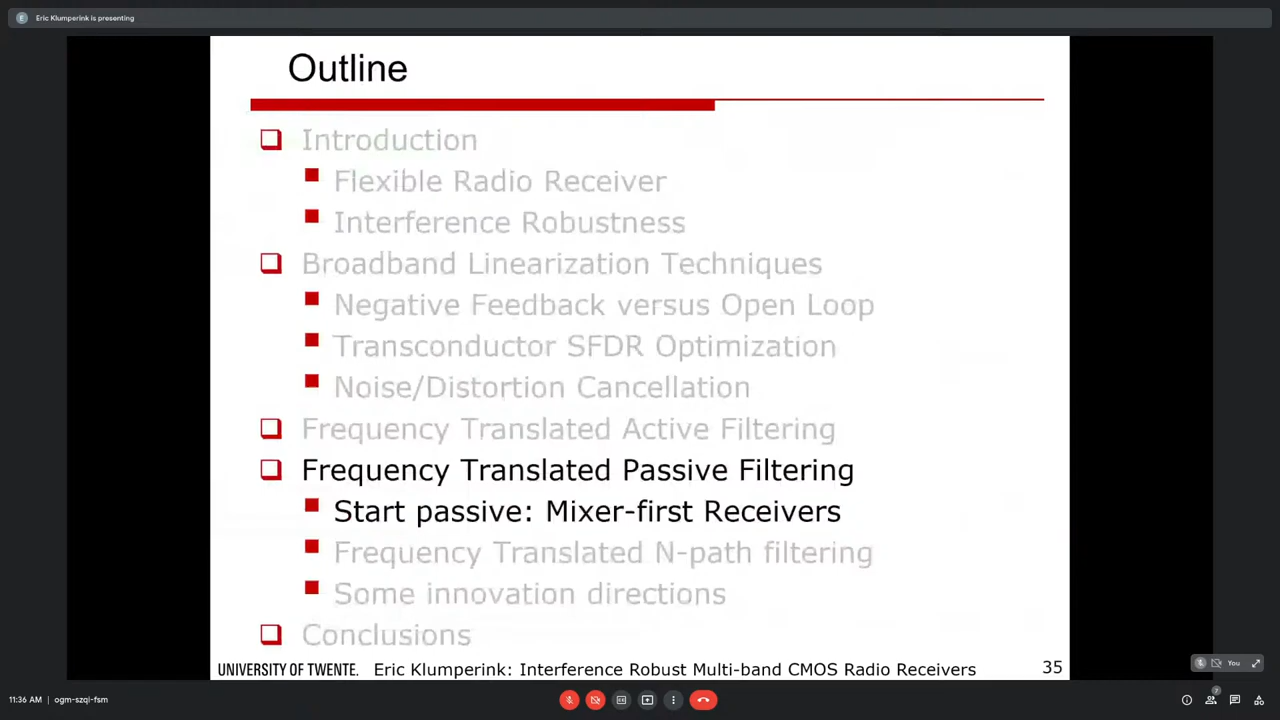 E Eric Klumperink is presenting
Outline
Introduction
Flexible Radio Receiver
Interference Robustness
Broadband Linearization Techniques
Negative Feedback versus Open Loop
Transconductor SFDR Optimization
Noise/Distortion Cancellation
Frequency Translated Active Filtering
Frequency Translated Passive Filtering
Start passive: Mixer-first Receivers
Frequency Translated N-path filtering
Some innovation directions
Conclusions
UNIVERSITY OF TWENTE. Eric Klumperink: Interference Robust Multi-band CMOS Radio Receivers 35
You
11:36 AM | ogm-szqi-fsm
7